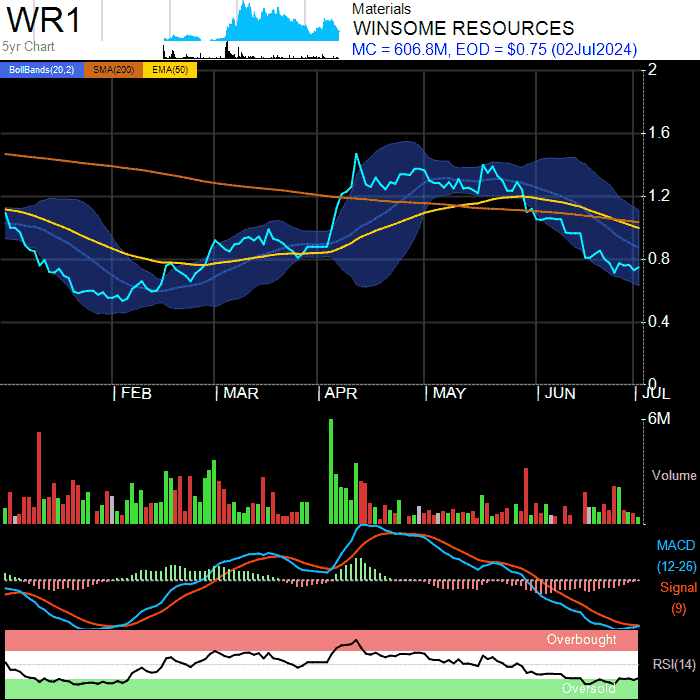 WR1
5yr Chart
Materials
WINSOME RESOURCES
MC = 606.8M, EOD = $0.75 (02Jul2024)
BollBands(20,2) SMA(200) EMA(50)
2
1.6
1.2
0.8
0.4
0
FEB MAR APR MAY JUN JUL
6M
Volume
MACD
(12-26)
Signal
(9)
Overbought
RSI(14)
Oversold